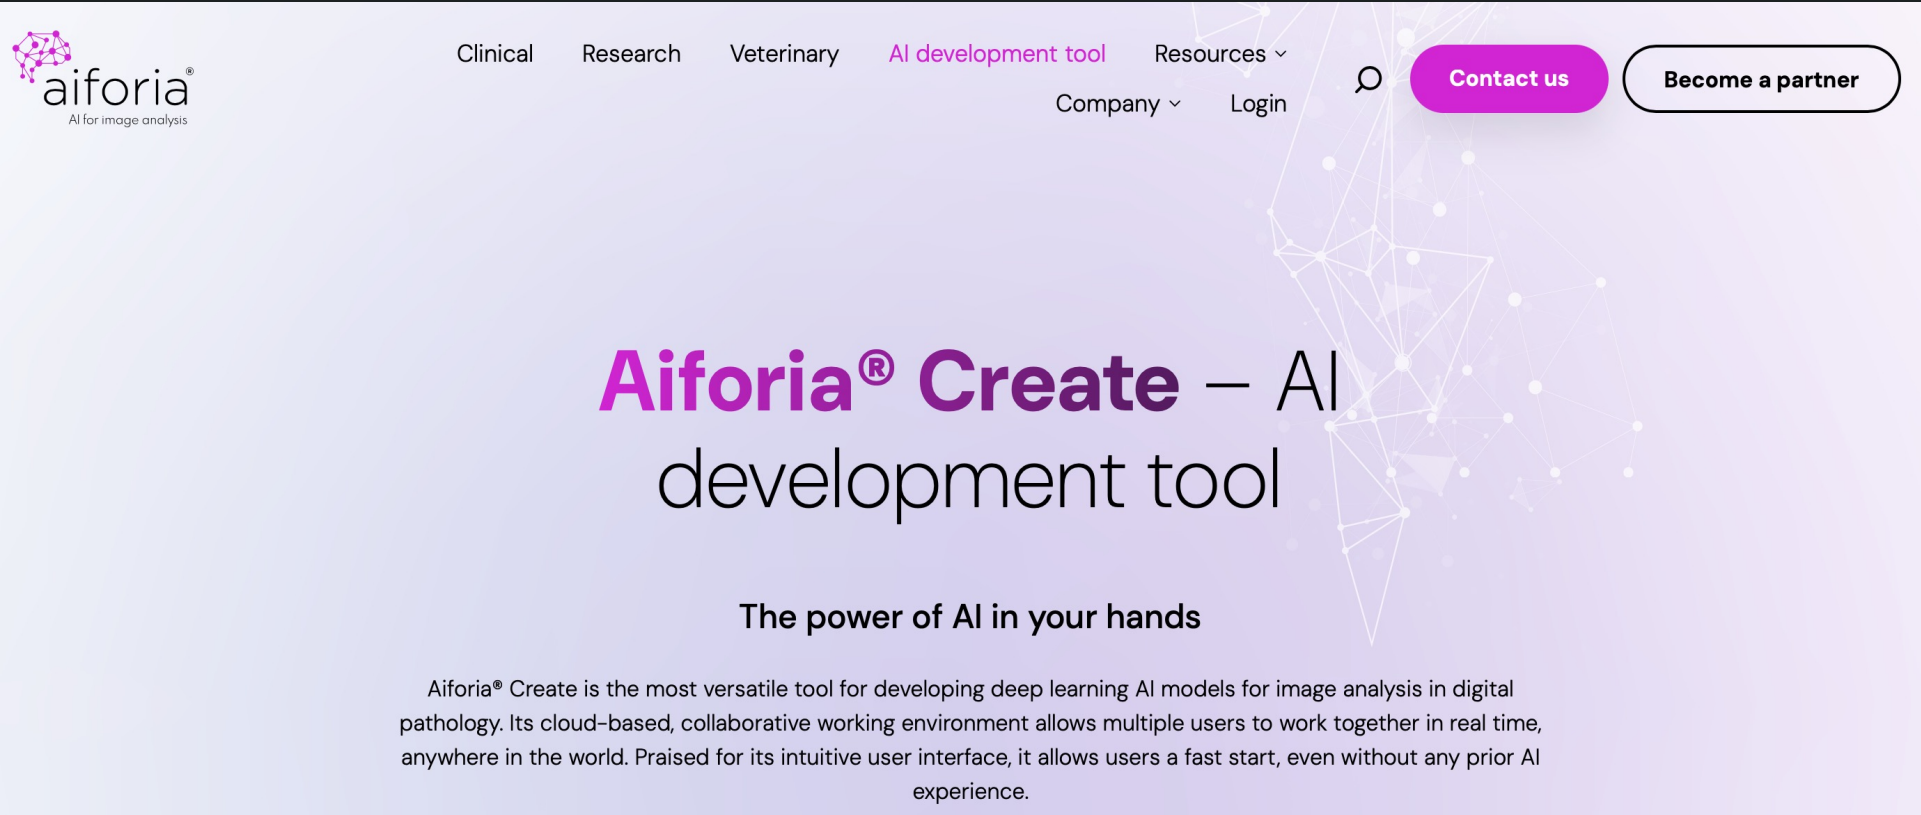 aiforia®
AI for image analysis
Clinical Research Veterinary AI development tool Resources
Company Login
Contact us
Become a partner
Aiforia® Create – AI
development tool
The power of AI in your hands
Aiforia® Create is the most versatile tool for developing deep learning AI models for image analysis in digital
pathology. Its cloud-based, collaborative working environment allows multiple users to work together in real time,
anywhere in the world. Praised for its intuitive user interface, it allows users a fast start, even without any prior AI
experience.